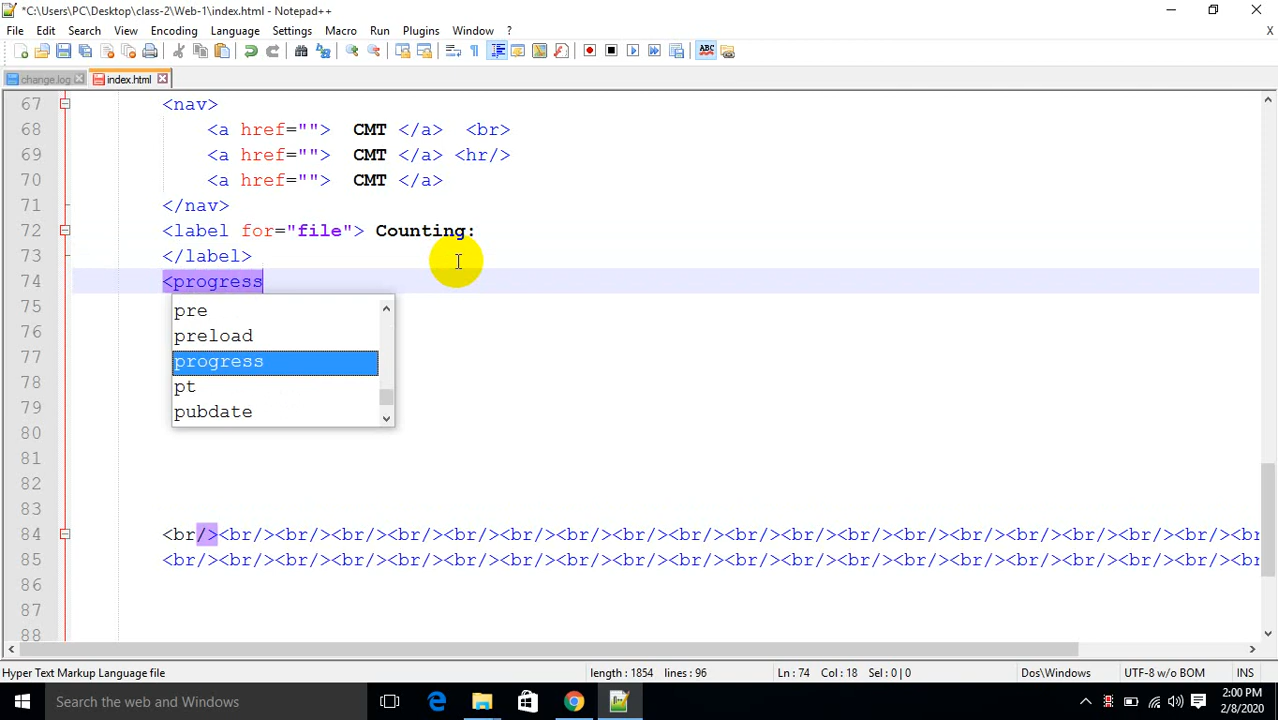 *C:\Users\PC\Desktop\class-2\Web-1\index.html - Notepad++
File Edit Search View Encoding Language Settings Macro Run Plugins Window ? X
change.log index.html
67 <nav>
68 <a href=""> CMT </a> <br>
69 <a href=""> CMT </a> <hr/>
70 <a href=""> CMT </a>
71 </nav>
72 <label for="file"> Counting:
73 </label>
74 <progress
75 pre
76 preload
77 progress
78 pt
79 pubdate
80
81
82
83
84 <br/><br/><br/><br/><br/><br/><br/><br/><br/><br/><br/><br/><br/><br/><br/><br/><br/><br/><br/><br
85 <br/><br/><br/><br/><br/><br/><br/><br/><br/><br/><br/><br/><br/><br/><br/><br/><br/><br/><br/><br
86
87
88
Hyper Text Markup Language file length : 1854 lines : 96 Ln : 74 Col : 18 Sel : 0 | 0 Dos\Windows UTF-8 w/o BOM INS
Search the web and Windows
2:00 PM
2/8/2020